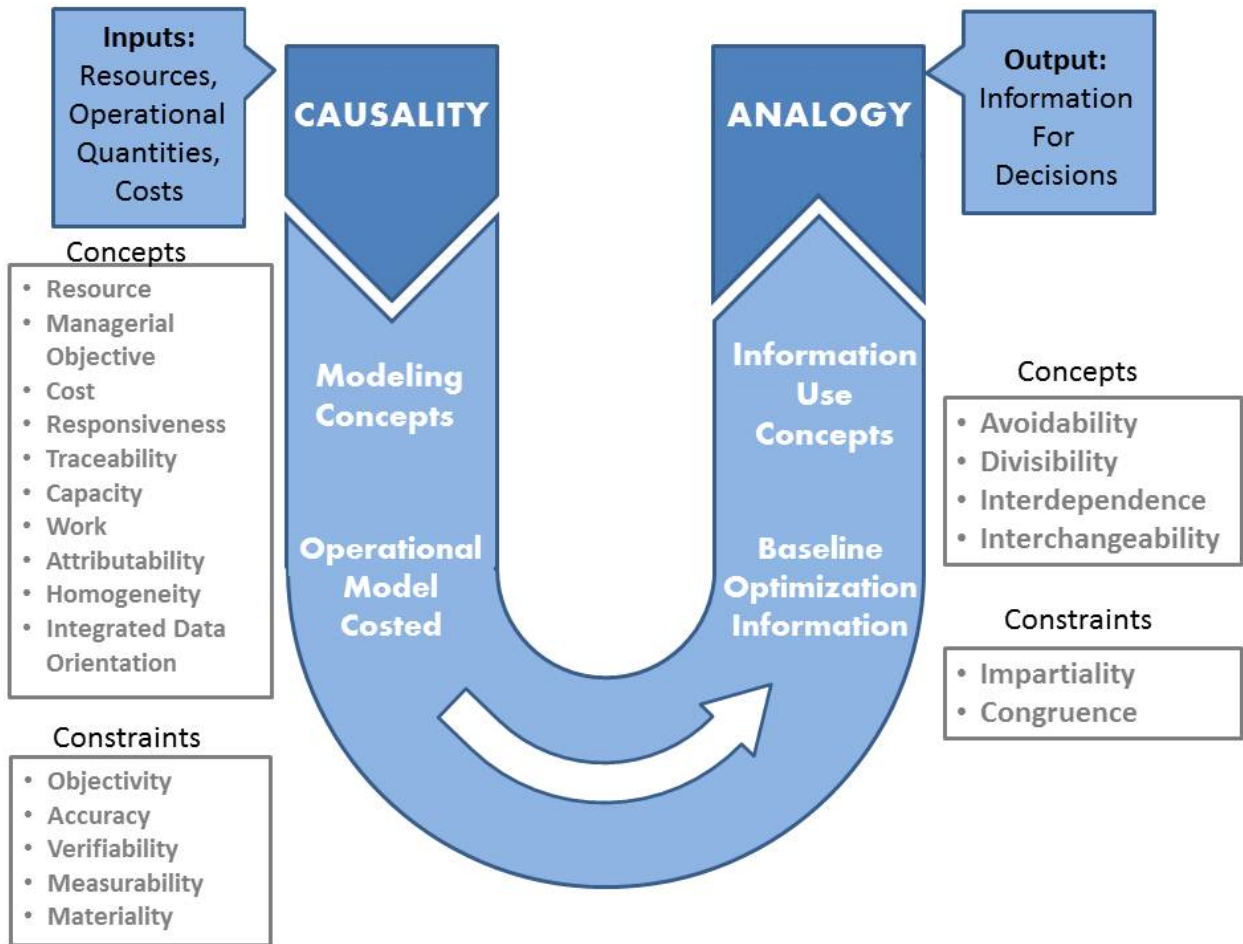 Inputs:
Resources,
Operational
Quantities,
Costs
CAUSALITY
ANALOGY
Output:
Information
For
Decisions
Concepts
• Resource
• Managerial
Objective
• Cost
• Responsiveness
• Traceability
• Capacity
• Work
• Attributability
• Homogeneity
• Integrated Data
Orientation
Constraints
• Objectivity
• Accuracy
• Verifiability
• Measurability
• Materiality
Modeling
Concepts
Operational
Model
Costed
Information
Use
Concepts
Baseline
Optimization
Information
Concepts
• Avoidability
• Divisibility
• Interdependence
• Interchangeability
Constraints
• Impartiality
• Congruence